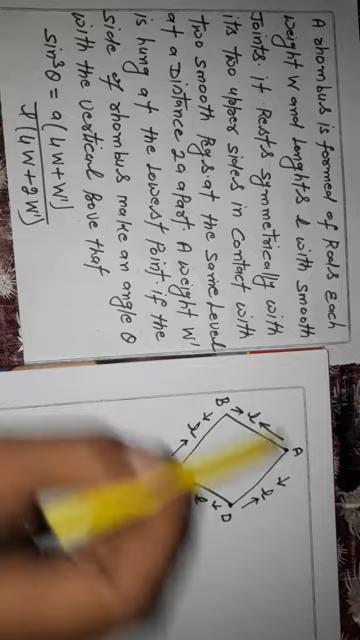 A rhombus is formed of Rods Each
weight W and lenghts l with smooth
Joints. it Rests symmetrically with
its two upper sides in contact with
two smooth Pegs at the same level
at a Distance 2a apart. A weight W'
is hung at the lowest Point. if the
side of rhombus make an angle θ
with the vertical Prove that
sin³θ = a(4W+W')
l(4W+2W')
A
B
D
l
l
l
l